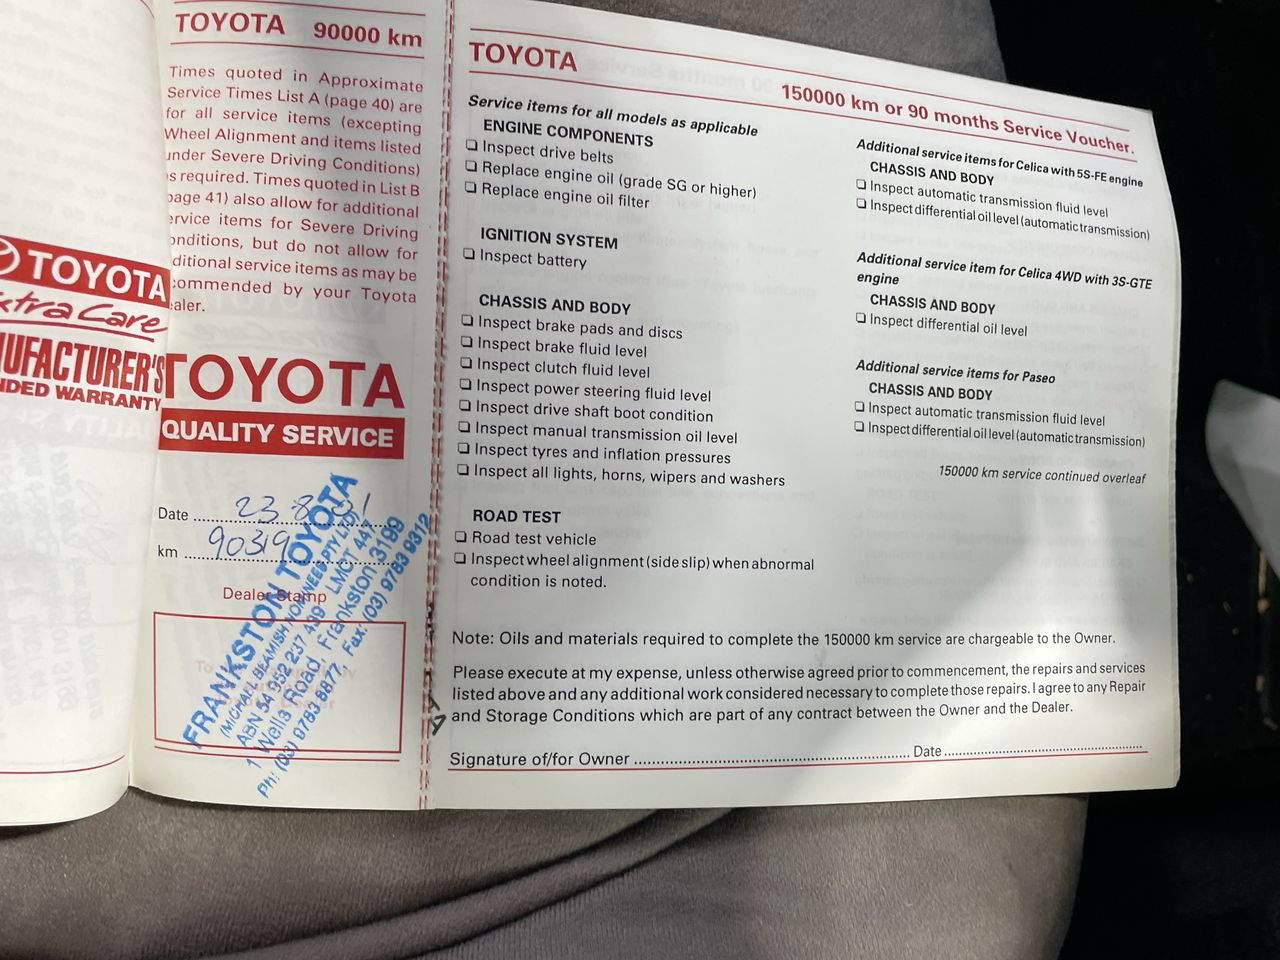 TOYOTA
Extra Care
MANUFACTURER'S
WARRANTY
TOYOTA 90000 km
Times quoted in Approximate
Service Times List A (page 40) are
for all service items (excepting
Wheel Alignment and items listed
under Severe Driving Conditions)
as required. Times quoted in List B
page 41) also allow for additional
service items for Severe Driving
onditions, but do not allow for
dditional service items as may be
commended by your Toyota
ealer.
TOYOTA
QUALITY SERVICE
Date 23 8 01
km 90319
Dealer Stamp
FRANKSTON TOYOTA
ABN 54 952 237 439 LMCT 447
1 Wells Road, Frankston 3199
PH: (03) 9783 8877, Fax: (03) 9783 9312
TOYOTA
150000 km or 90 months Service Voucher.
Service items for all models as applicable
ENGINE COMPONENTS
❏ Inspect drive belts
❏ Replace engine oil (grade SG or higher)
❏ Replace engine oil filter
IGNITION SYSTEM
❏ Inspect battery
CHASSIS AND BODY
❏ Inspect brake pads and discs
❏ Inspect brake fluid level
❏ Inspect clutch fluid level
❏ Inspect power steering fluid level
❏ Inspect drive shaft boot condition
❏ Inspect manual transmission oil level
❏ Inspect tyres and inflation pressures
❏ Inspect all lights, horns, wipers and washers
ROAD TEST
❏ Road test vehicle
❏ Inspect wheel alignment (side slip) when abnormal
condition is noted.
Additional service items for Celica with 5S-FE engine
CHASSIS AND BODY
❏ Inspect automatic transmission fluid level
❏ Inspect differential oil level (automatic transmission)
Additional service item for Celica 4WD with 3S-GTE
engine
CHASSIS AND BODY
❏ Inspect differential oil level
Additional service items for Paseo
CHASSIS AND BODY
❏ Inspect automatic transmission fluid level
❏ Inspect differential oil level (automatic transmission)
150000 km service continued overleaf
Note: Oils and materials required to complete the 150000 km service are chargeable to the Owner.
Please execute at my expense, unless otherwise agreed prior to commencement, the repairs and services
listed above and any additional work considered necessary to complete those repairs. I agree to any Repair
and Storage Conditions which are part of any contract between the Owner and the Dealer.
Signature of/for Owner ........................ Date ........................